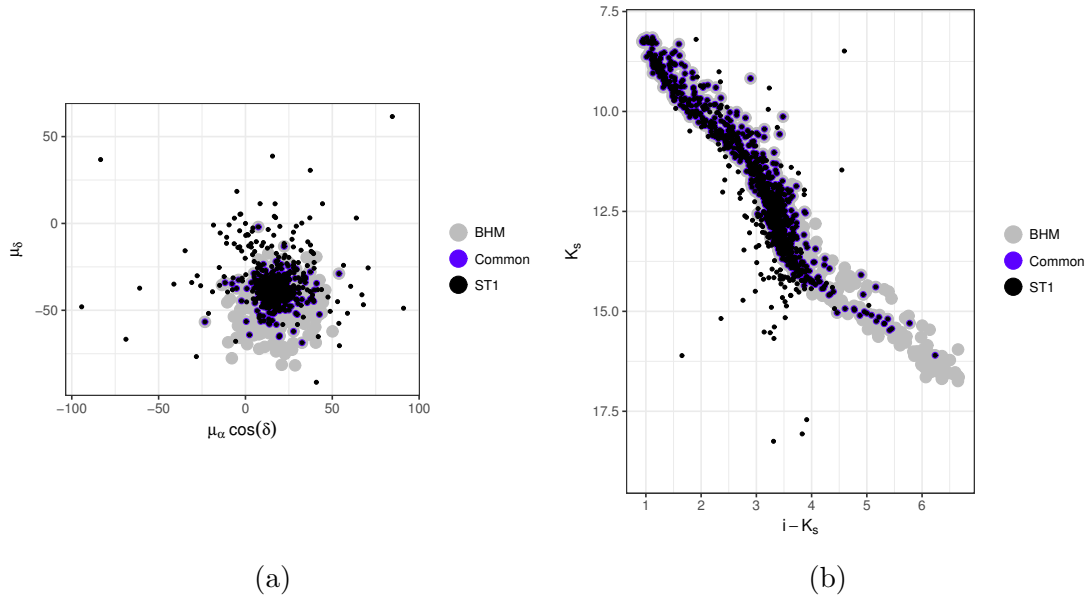 50
0
−50
−100
−50
0
50
100
μα cos(δ)
μδ
BHM
Common
ST1
(a)
7.5
10.0
12.5
15.0
17.5
1
2
3
4
5
6
i − Ks
Ks
BHM
Common
ST1
(b)